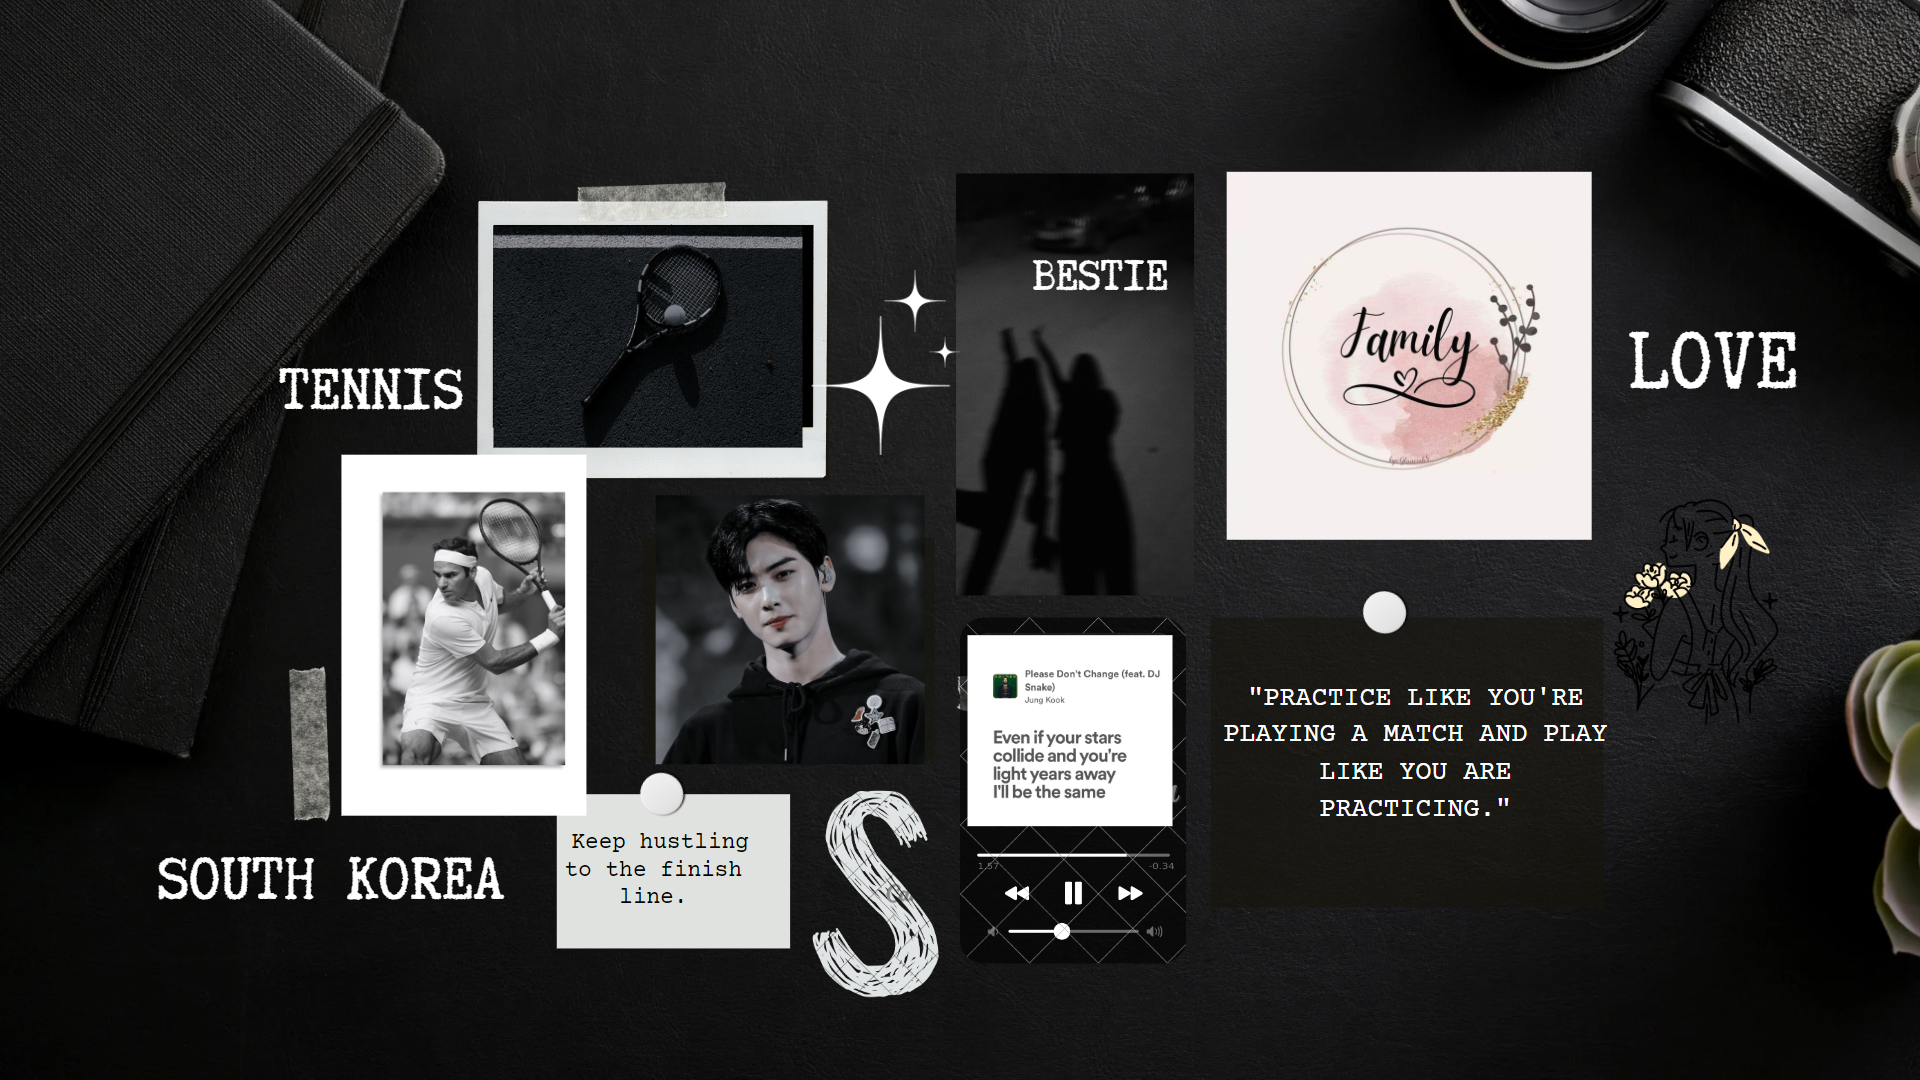 TENNIS
BESTIE
Family
LOVE
Please Don't Change (feat. DJ
Snake)
Jung Kook
Even if your stars
collide and you're
light years away
I'll be the same
1:57
-0.34
"PRACTICE LIKE YOU'RE
PLAYING A MATCH AND PLAY
LIKE YOU ARE
PRACTICING."
SOUTH KOREA
Keep hustling
to the finish
line.
S